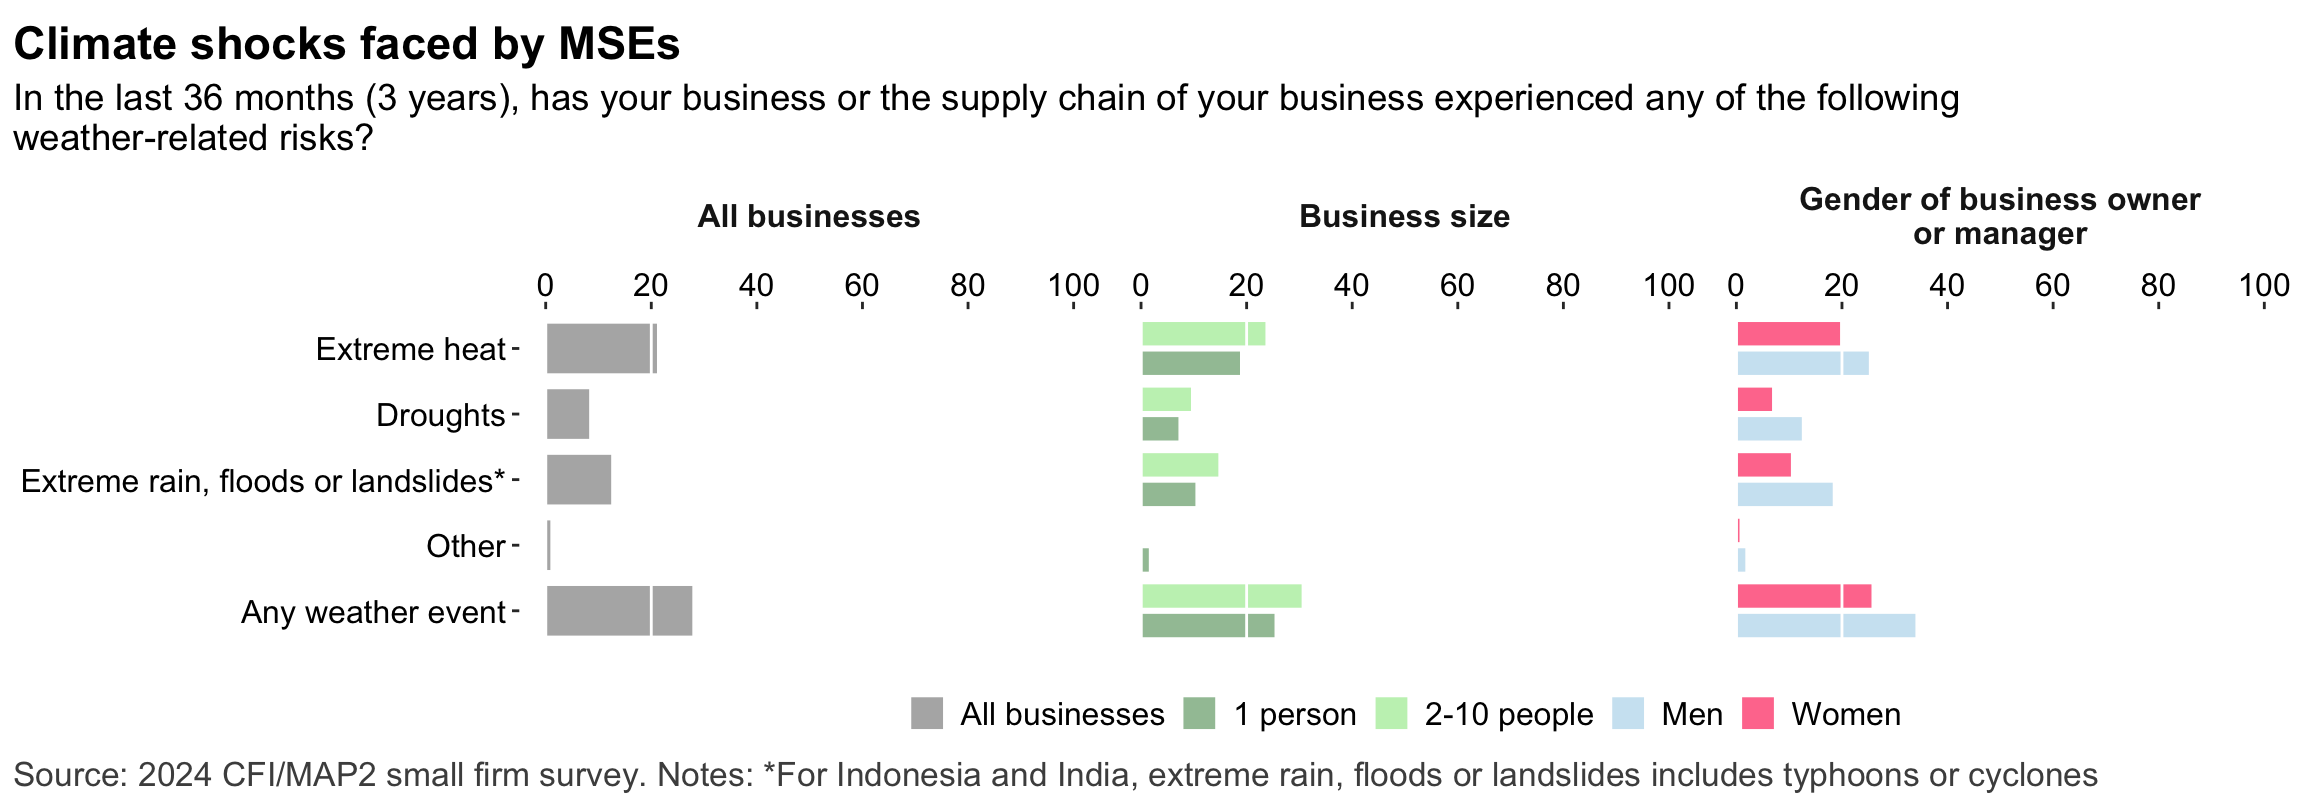 Climate shocks faced by MSEs
In the last 36 months (3 years), has your business or the supply chain of your business experienced any of the following
weather-related risks?
All businesses
Business size
Gender of business owner
or manager
0 20 40 60 80 100 0 20 40 60 80 100 0 20 40 60 80 100
Extreme heat
Droughts
Extreme rain, floods or landslides*
Other
Any weather event
All businesses 1 person 2-10 people Men Women
Source: 2024 CFI/MAP2 small firm survey. Notes: *For Indonesia and India, extreme rain, floods or landslides includes typhoons or cyclones